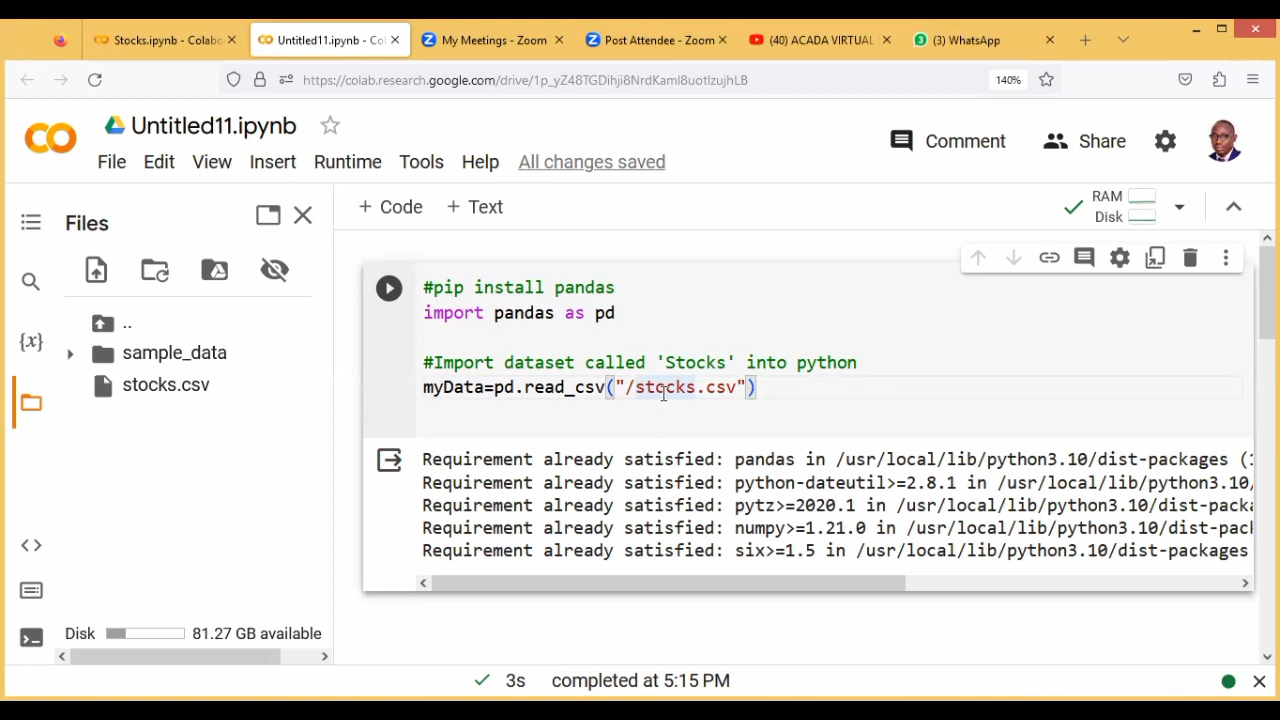 Stocks.ipynb - Colabo
Untitled11.ipynb - Col
My Meetings - Zoom
Post Attendee - Zoom
(40) ACADA VIRTUAL
(3) WhatsApp
https://colab.research.google.com/drive/1p_yZ48TGDihji8NrdKaml8uotlzujhLB
140%
Untitled11.ipynb
Comment
Share
File Edit View Insert Runtime Tools Help All changes saved
Files
+ Code + Text
RAM
Disk
..
sample_data
stocks.csv
{x}
#pip install pandas
import pandas as pd
#Import dataset called 'Stocks' into python
myData=pd.read_csv("/stocks.csv")
Requirement already satisfied: pandas in /usr/local/lib/python3.10/dist-packages (1
Requirement already satisfied: python-dateutil>=2.8.1 in /usr/local/lib/python3.10/
Requirement already satisfied: pytz>=2020.1 in /usr/local/lib/python3.10/dist-packa
Requirement already satisfied: numpy>=1.21.0 in /usr/local/lib/python3.10/dist-pack
Requirement already satisfied: six>=1.5 in /usr/local/lib/python3.10/dist-packages
Disk 81.27 GB available
3s completed at 5:15 PM